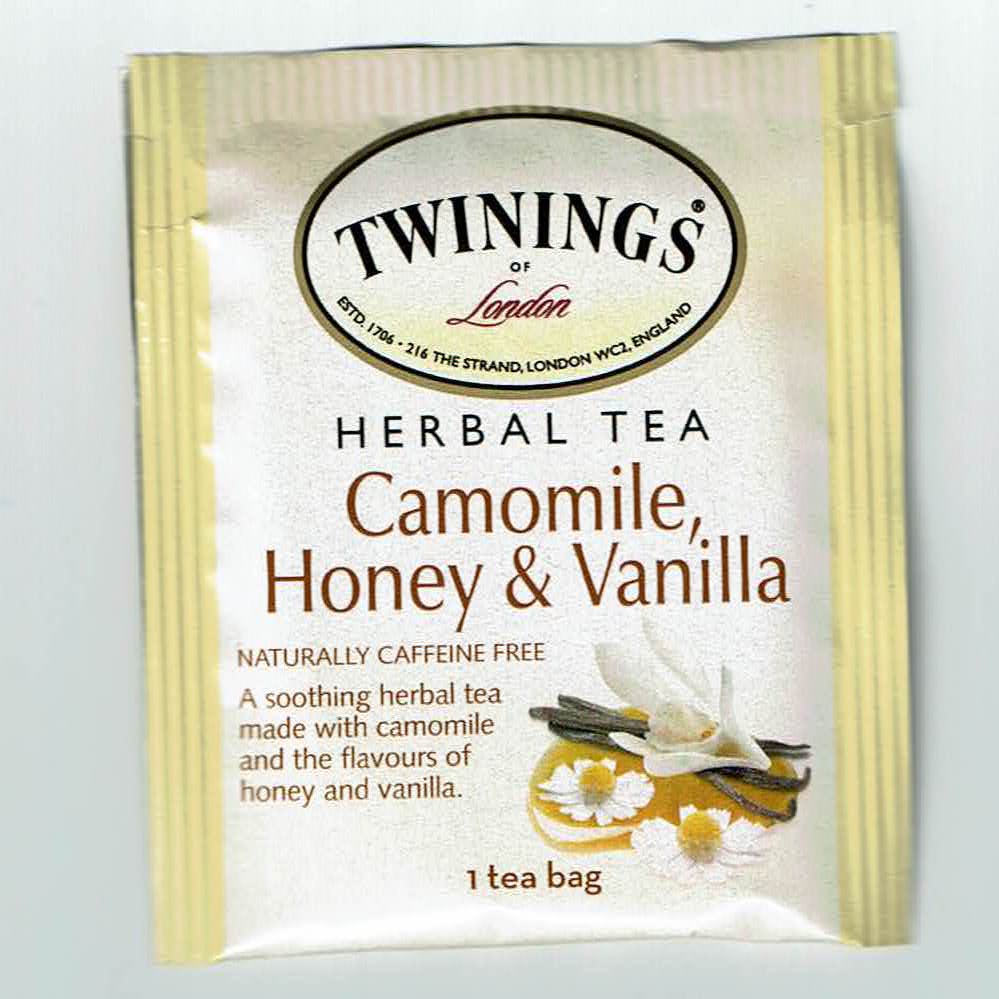 TWININGS®
OF
London
ESTD. 1706 • 216 THE STRAND, LONDON WC2, ENGLAND
HERBAL TEA
Camomile,
Honey & Vanilla
NATURALLY CAFFEINE FREE
A soothing herbal tea
made with camomile
and the flavours of
honey and vanilla.
1 tea bag